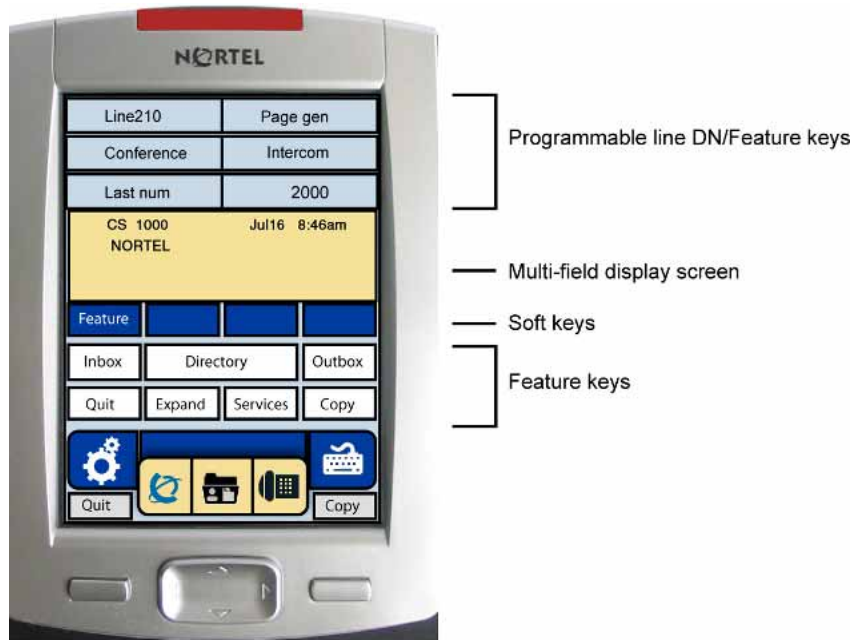 NORTEL
Line210 Page gen
Conference Intercom
Last num 2000
CS 1000 Jul16 8:46am
NORTEL
Feature
Inbox Directory Outbox
Quit Expand Services Copy
Quit Copy
Programmable line DN/Feature keys
Multi-field display screen
Soft keys
Feature keys